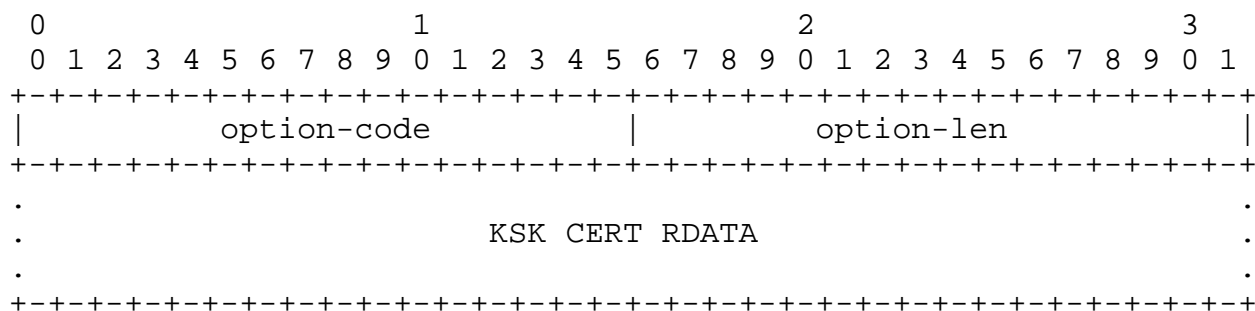 0                   1                   2                   3
 0 1 2 3 4 5 6 7 8 9 0 1 2 3 4 5 6 7 8 9 0 1 2 3 4 5 6 7 8 9 0 1
+-+-+-+-+-+-+-+-+-+-+-+-+-+-+-+-+-+-+-+-+-+-+-+-+-+-+-+-+-+-+-+-+
|          option-code          |         option-len            |
+-+-+-+-+-+-+-+-+-+-+-+-+-+-+-+-+-+-+-+-+-+-+-+-+-+-+-+-+-+-+-+-+
.                                                               .
.                        KSK CERT RDATA                         .
.                                                               .
+-+-+-+-+-+-+-+-+-+-+-+-+-+-+-+-+-+-+-+-+-+-+-+-+-+-+-+-+-+-+-+-+